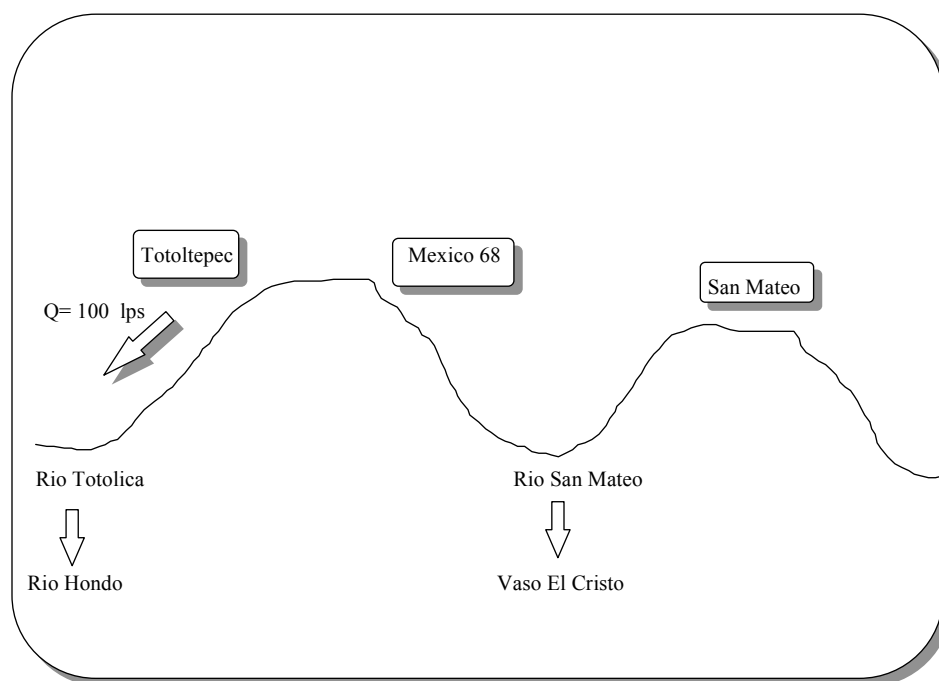 Totoltepec
Mexico 68
San Mateo
Q= 100 lps
Rio Totolica
Rio San Mateo
Rio Hondo
Vaso El Cristo